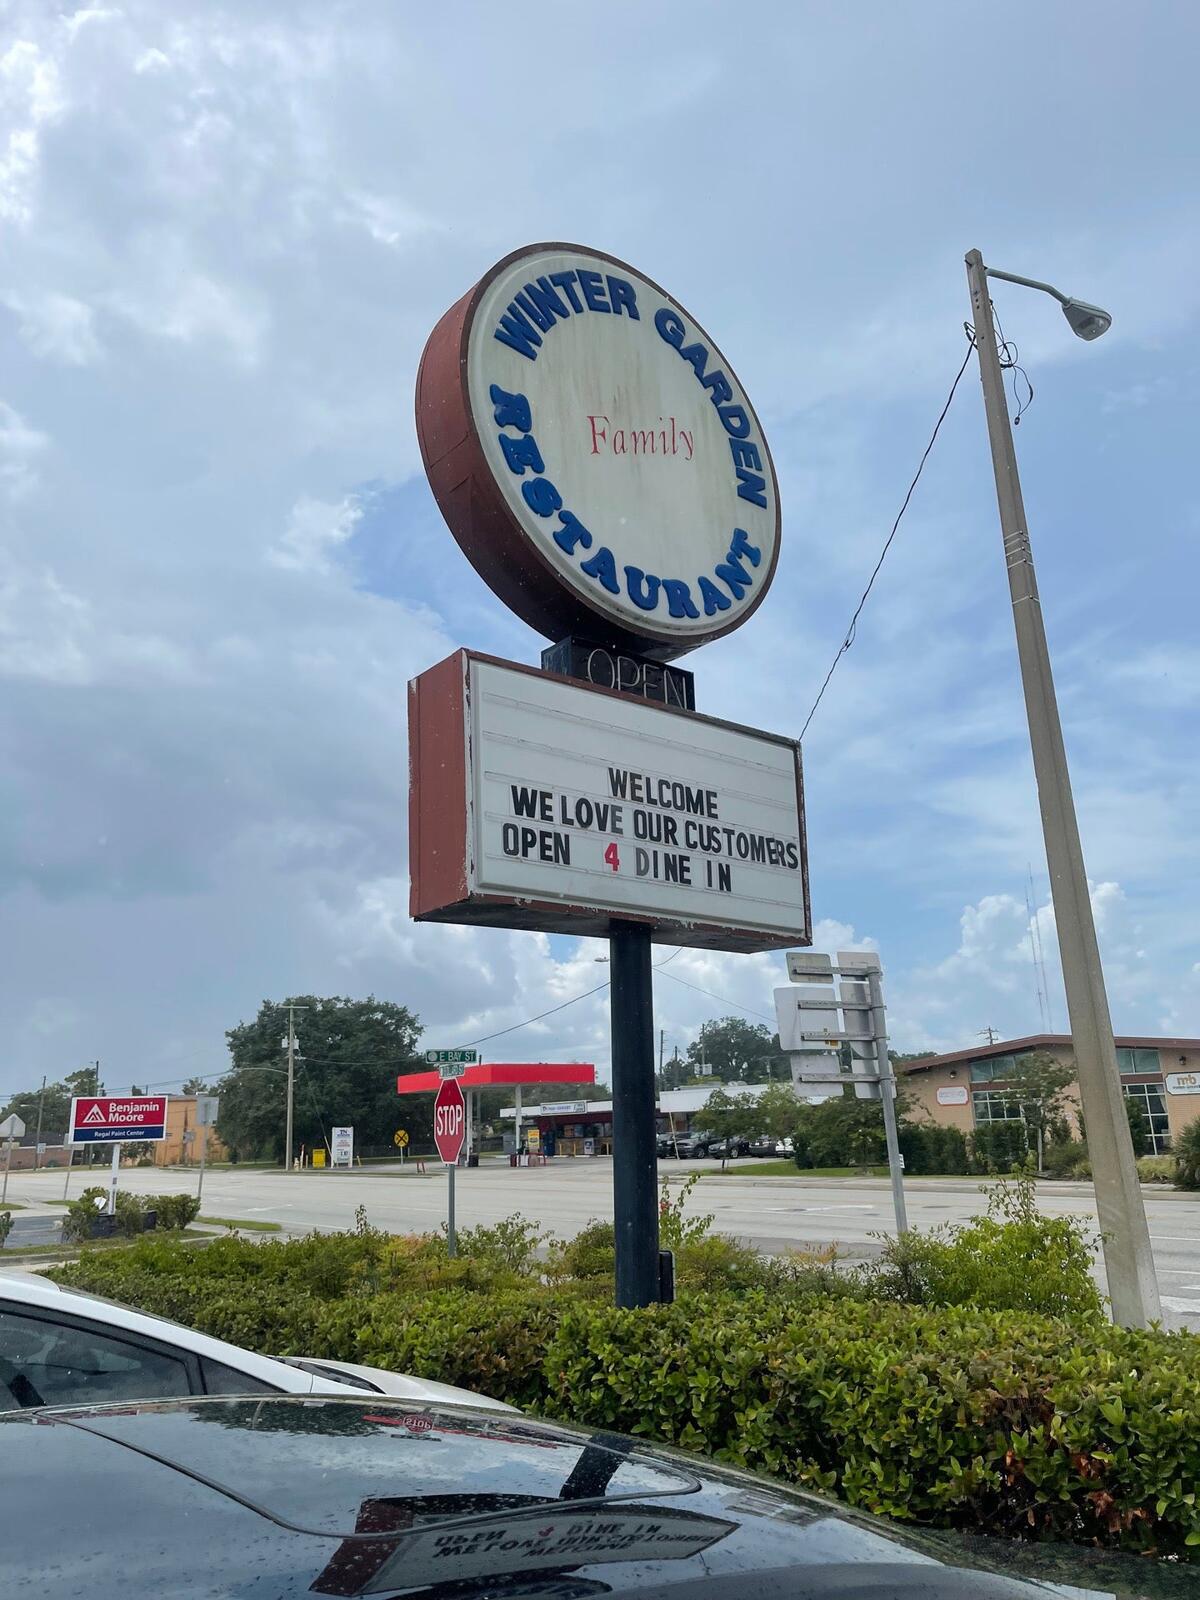 WINTER GARDEN
Family
RESTAURANT
OPEN
WELCOME
WE LOVE OUR CUSTOMERS
OPEN 4 DINE IN
E BAY ST
STOP
Benjamin
Moore
Regal Paint Center
mb